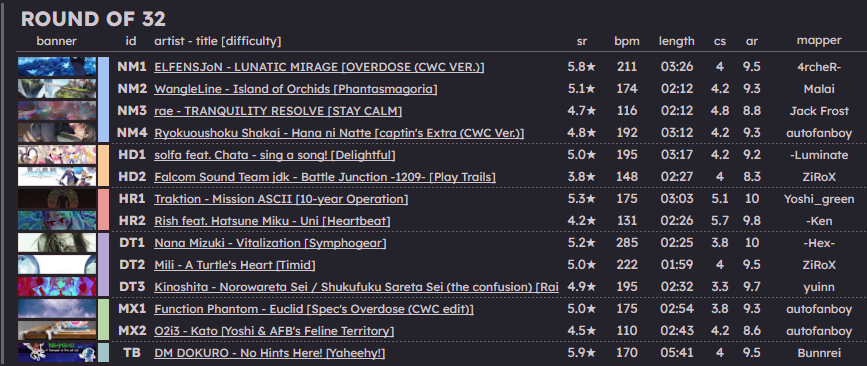 ROUND OF 32
banner id artist - title [difficulty] sr bpm length cs ar mapper
NM1 ELFENSJoN - LUNATIC MIRAGE [OVERDOSE (CWC VER.)] 5.8★ 211 03:26 4 9.5 4rcheR-
NM2 WangleLine - Island of Orchids [Phantasmagoria] 5.1★ 174 02:12 4.2 9.3 Malai
NM3 rae - TRANQUILITY RESOLVE [STAY CALM] 4.7★ 116 02:12 4.8 8.8 Jack Frost
NM4 Ryokuoushoku Shakai - Hana ni Natte [captin's Extra (CWC Ver.)] 4.8★ 192 03:12 4.2 9.3 autofanboy
HD1 solfa feat. Chata - sing a song! [Delightful] 5.0★ 195 03:17 4.2 9.2 -Luminate
HD2 Falcom Sound Team jdk - Battle Junction -1209- [Play Trails] 3.8★ 148 02:27 4 8.3 ZiRoX
HR1 Traktion - Mission ASCII [10-year Operation] 5.3★ 175 03:03 5.1 10 Yoshi_green
HR2 Rish feat. Hatsune Miku - Uni [Heartbeat] 4.2★ 131 02:26 5.7 9.8 -Ken
DT1 Nana Mizuki - Vitalization [Symphogear] 5.2★ 285 02:25 3.8 10 -Hex-
DT2 Mili - A Turtle's Heart [Timid] 5.0★ 222 01:59 4 9.5 ZiRoX
DT3 Kinoshita - Norowareta Sei / Shukufuku Sareta Sei (the confusion) [Rai 4.9★ 195 02:32 3.3 9.7 yuinn
MX1 Function Phantom - Euclid [Spec's Overdose (CWC edit)] 5.0★ 175 02:54 3.8 9.3 autofanboy
MX2 O2i3 - Kato [Yoshi & AFB's Feline Territory] 4.5★ 110 02:43 4.2 8.6 autofanboy
TB DM DOKURO - No Hints Here! [Yaheehy!] 5.9★ 170 05:41 4 9.5 Bunnrei